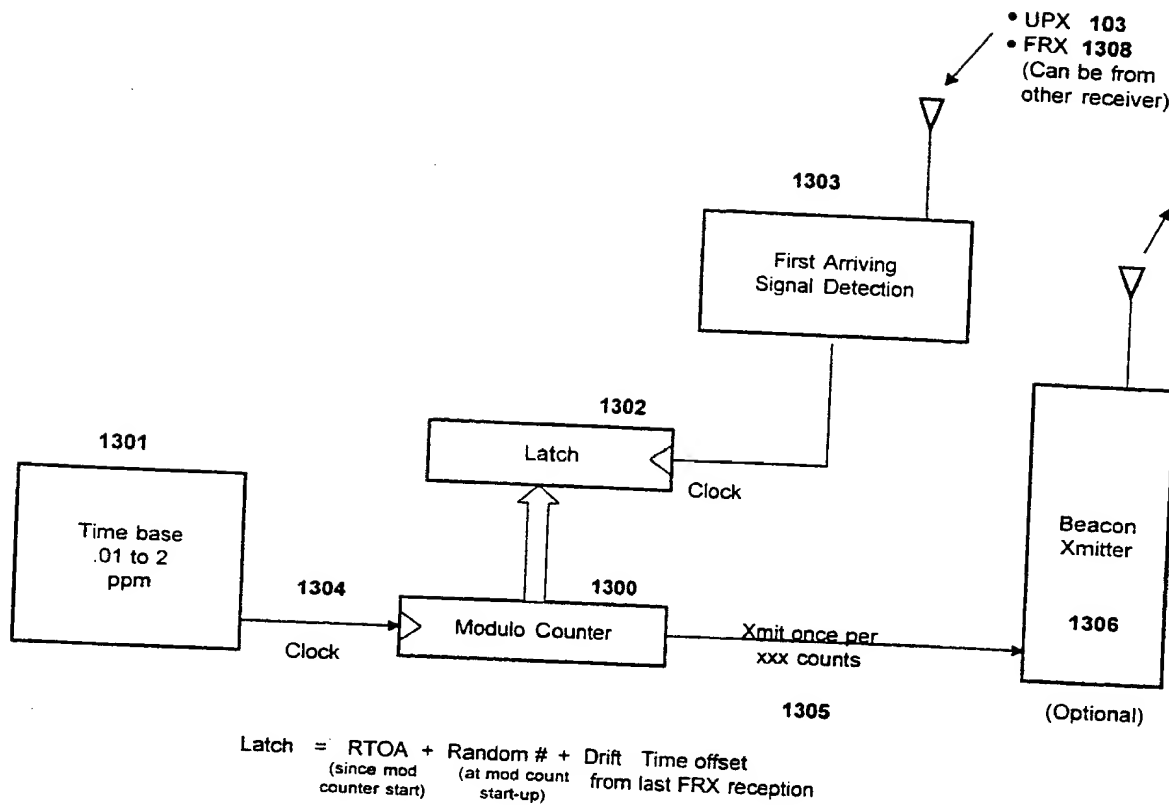 • UPX 103
• FRX 1308
(Can be from
other receiver)
1303
First Arriving
Signal Detection
1302
Latch
Clock
1301
Time base
.01 to 2
ppm
1304
Clock
1300
Modulo Counter
Xmit once per
xxx counts
1305
Beacon
Xmitter
1306
(Optional)
Latch = RTOA + Random # + Drift Time offset
(since mod (at mod count from last FRX reception
counter start) start-up)